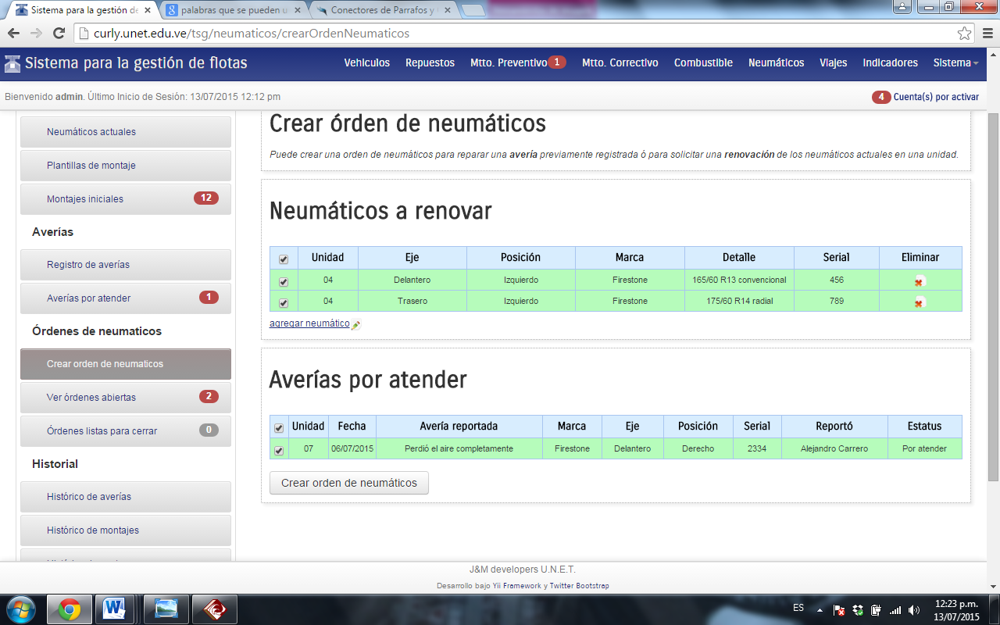 Sistema para la gestión de
palabras que se pueden u
Conectores de Parrafos y
curly.unet.edu.ve/tsg/neumaticos/crearOrdenNeumaticos
Sistema para la gestión de flotas
Vehiculos Repuestos Mtto. Preventivo 1 Mtto. Correctivo Combustible Neumáticos Viajes Indicadores Sistema
Bienvenido admin. Último Inicio de Sesión: 13/07/2015 12:12 pm
4 Cuenta(s) por activar
Neumáticos actuales
Plantillas de montaje
Montajes iniciales 12
Averías
Registro de averías
Averías por atender 1
Órdenes de neumaticos
Crear orden de neumaticos
Ver órdenes abiertas 2
Órdenes listas para cerrar 0
Historial
Histórico de averías
Histórico de montajes
Crear órden de neumáticos
Puede crear una orden de neumáticos para reparar una avería previamente registrada ó para solicitar una renovación de los neumáticos actuales en una unidad.
Neumáticos a renovar
Unidad Eje Posición Marca Detalle Serial Eliminar
04 Delantero Izquierdo Firestone 165/60 R13 convencional 456
04 Trasero Izquierdo Firestone 175/60 R14 radial 789
agregar neumático
Averías por atender
Unidad Fecha Avería reportada Marca Eje Posición Serial Reportó Estatus
07 06/07/2015 Perdió el aire completamente Firestone Delantero Derecho 2334 Alejandro Carrero Por atender
Crear orden de neumáticos
J&M developers U.N.E.T.
Desarrollo bajo Yii Framework y Twitter Bootstrap
ES
12:23 p.m.
13/07/2015